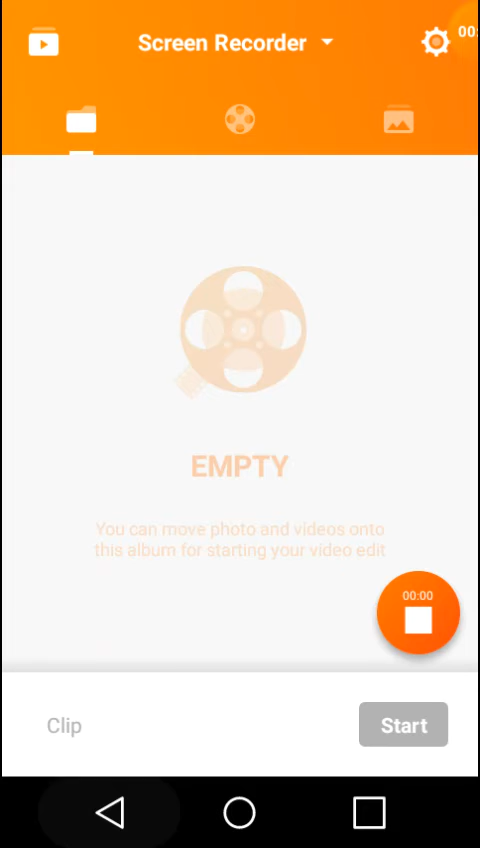 Screen Recorder
00:
EMPTY
You can move photo and videos onto
this album for starting your video edit
00:00
Clip
Start